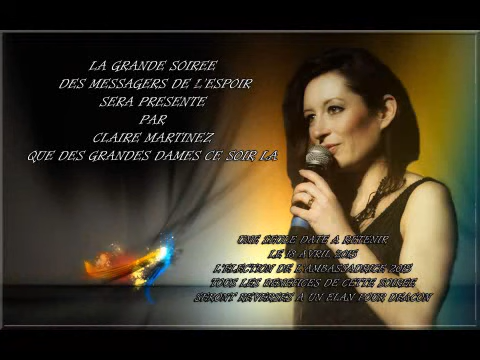 LA GRANDE SOIREE
DES MESSAGERS DE L'ESPOIR
SERA PRESENTE
PAR
CLAIRE MARTINEZ
QUE DES GRANDES DAMES CE SOIR LA
UNE SEULE DATE A RETENIR
LE 18 AVRIL 2015
L'ELECTION DE L'AMBASSADRICE 2015
TOUS LES BENEFICES DE CETTE SOIREE
SERONT REVERSES A UN ELAN POUR DEACON